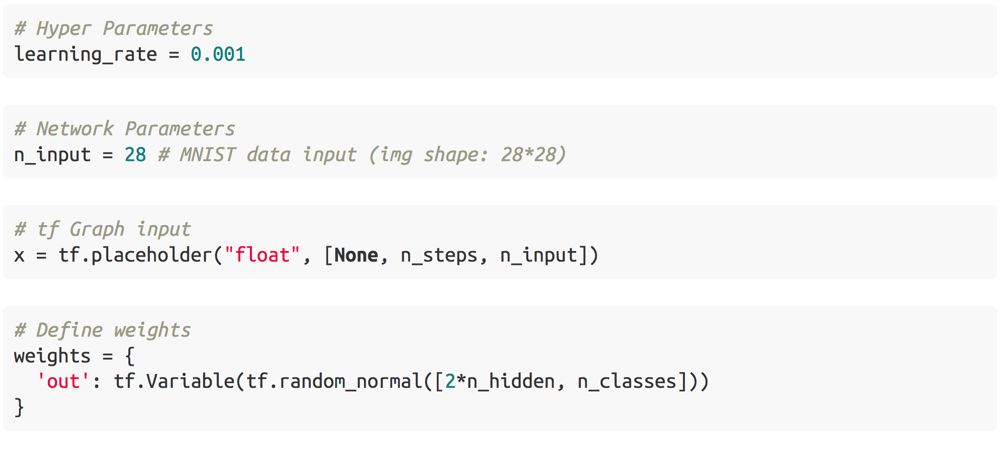 # Hyper Parameters
learning_rate = 0.001
# Network Parameters
n_input = 28 # MNIST data input (img shape: 28*28)
# tf Graph input
x = tf.placeholder("float", [None, n_steps, n_input])
# Define weights
weights = {
  'out': tf.Variable(tf.random_normal([2*n_hidden, n_classes]))
}